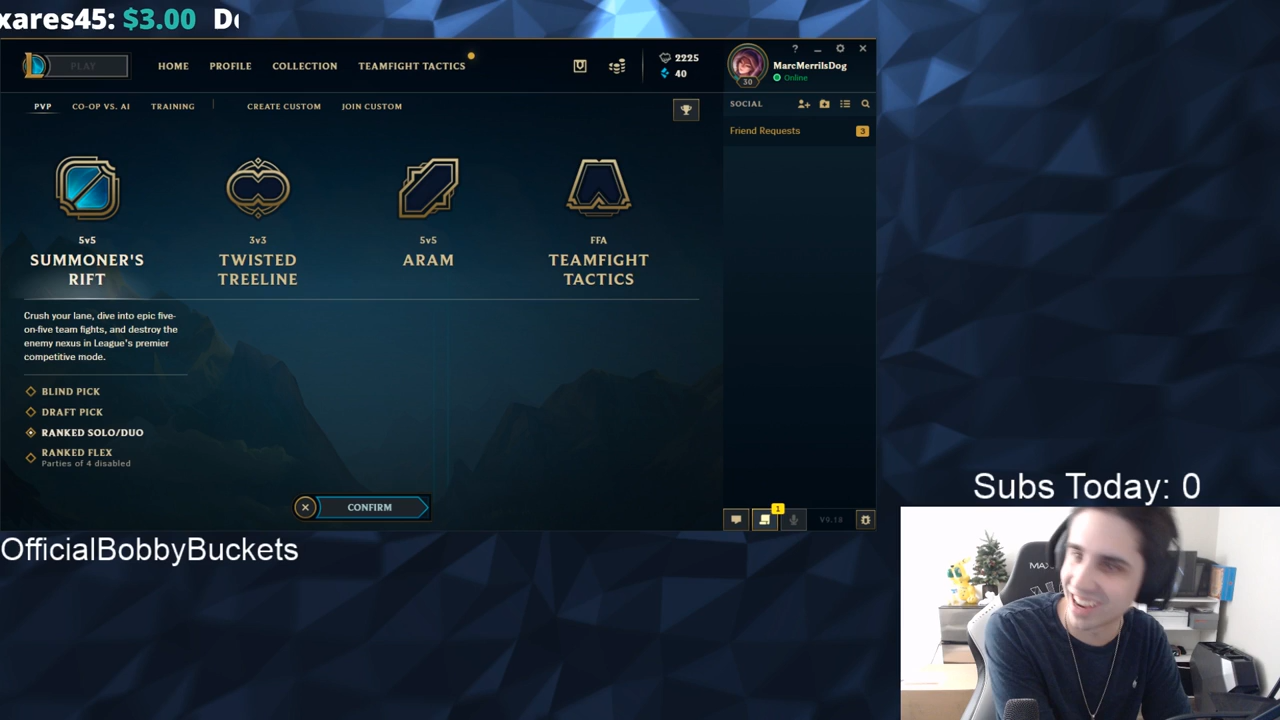 xares45: $3.00 D
PLAY
HOME
PROFILE
COLLECTION
TEAMFIGHT TACTICS
2225
40
30
MarcMerrilsDog
Online
?
PVP
CO-OP VS. AI
TRAINING
CREATE CUSTOM
JOIN CUSTOM
SOCIAL
Friend Requests
3
5v5
SUMMONER'S
RIFT
3v3
TWISTED
TREELINE
5v5
ARAM
FFA
TEAMFIGHT
TACTICS
Crush your lane, dive into epic five-
on-five team fights, and destroy the
enemy nexus in League's premier
competitive mode.
BLIND PICK
DRAFT PICK
RANKED SOLO/DUO
RANKED FLEX
Parties of 4 disabled
CONFIRM
1
V9.18
Subs Today: 0
OfficialBobbyBuckets
MAX